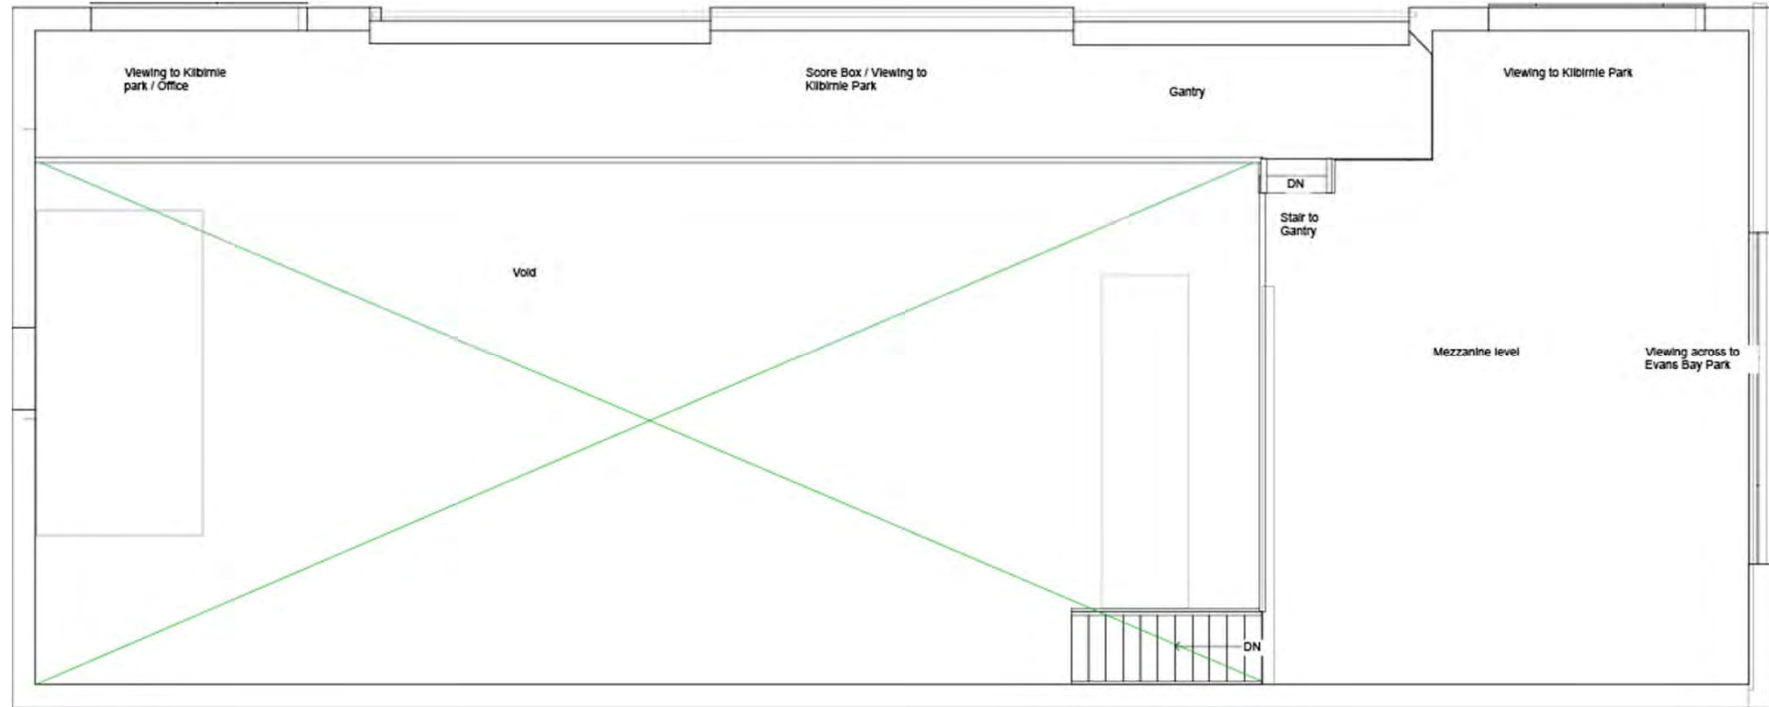 Viewing to Kilbirnie
park / Office
Score Box / Viewing to
Kilbirnie Park
Gantry
Viewing to Kilbirnie Park
DN
Stair to
Gantry
Void
Mezzanine level
Viewing across to
Evans Bay Park
DN